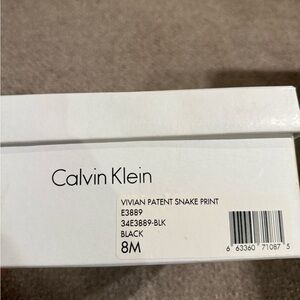 Calvin Klein
VIVIAN PATENT SNAKE PRINT
E3889
34E3889-BLK
BLACK
8M
6 63360 71087 5